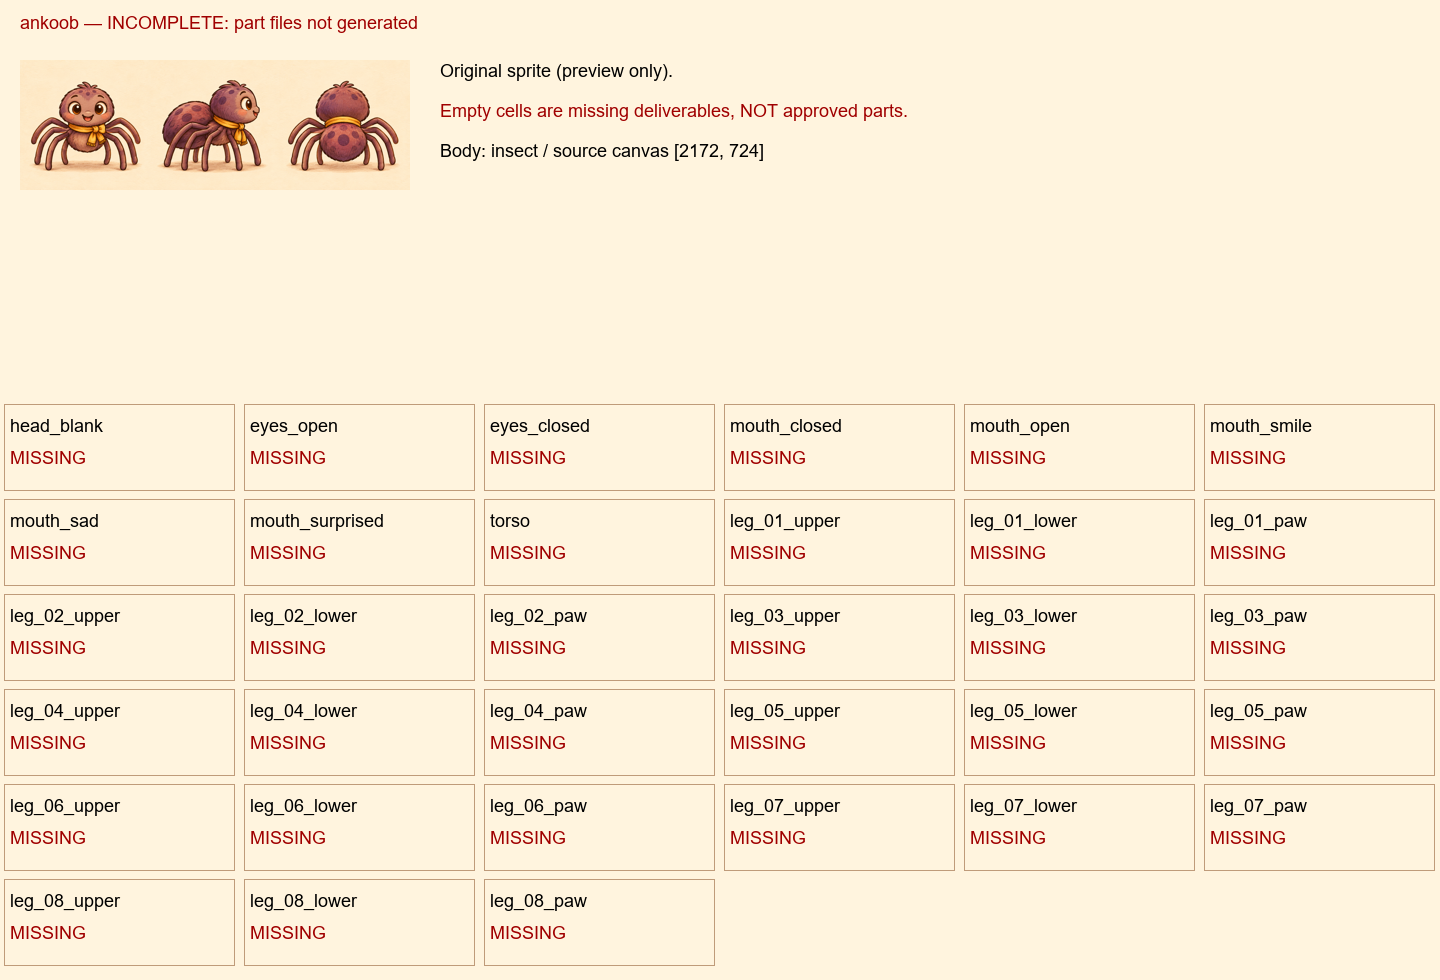 ankoob — INCOMPLETE: part files not generated
Original sprite (preview only).
Empty cells are missing deliverables, NOT approved parts.
Body: insect / source canvas [2172, 724]
head_blank
MISSING
eyes_open
MISSING
eyes_closed
MISSING
mouth_closed
MISSING
mouth_open
MISSING
mouth_smile
MISSING
mouth_sad
MISSING
mouth_surprised
MISSING
torso
MISSING
leg_01_upper
MISSING
leg_01_lower
MISSING
leg_01_paw
MISSING
leg_02_upper
MISSING
leg_02_lower
MISSING
leg_02_paw
MISSING
leg_03_upper
MISSING
leg_03_lower
MISSING
leg_03_paw
MISSING
leg_04_upper
MISSING
leg_04_lower
MISSING
leg_04_paw
MISSING
leg_05_upper
MISSING
leg_05_lower
MISSING
leg_05_paw
MISSING
leg_06_upper
MISSING
leg_06_lower
MISSING
leg_06_paw
MISSING
leg_07_upper
MISSING
leg_07_lower
MISSING
leg_07_paw
MISSING
leg_08_upper
MISSING
leg_08_lower
MISSING
leg_08_paw
MISSING